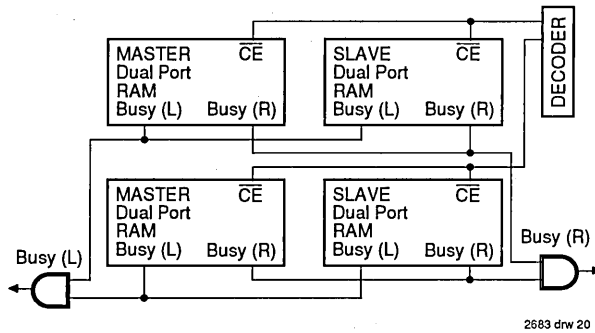 MASTER CE
Dual Port
RAM
Busy (L) Busy (R)
SLAVE CE
Dual Port
RAM
Busy (L) Busy (R)
DECODER
MASTER CE
Dual Port
RAM
Busy (L) Busy (R)
SLAVE CE
Dual Port
RAM
Busy (L) Busy (R)
Busy (L)
Busy (R)
2683 drw 20